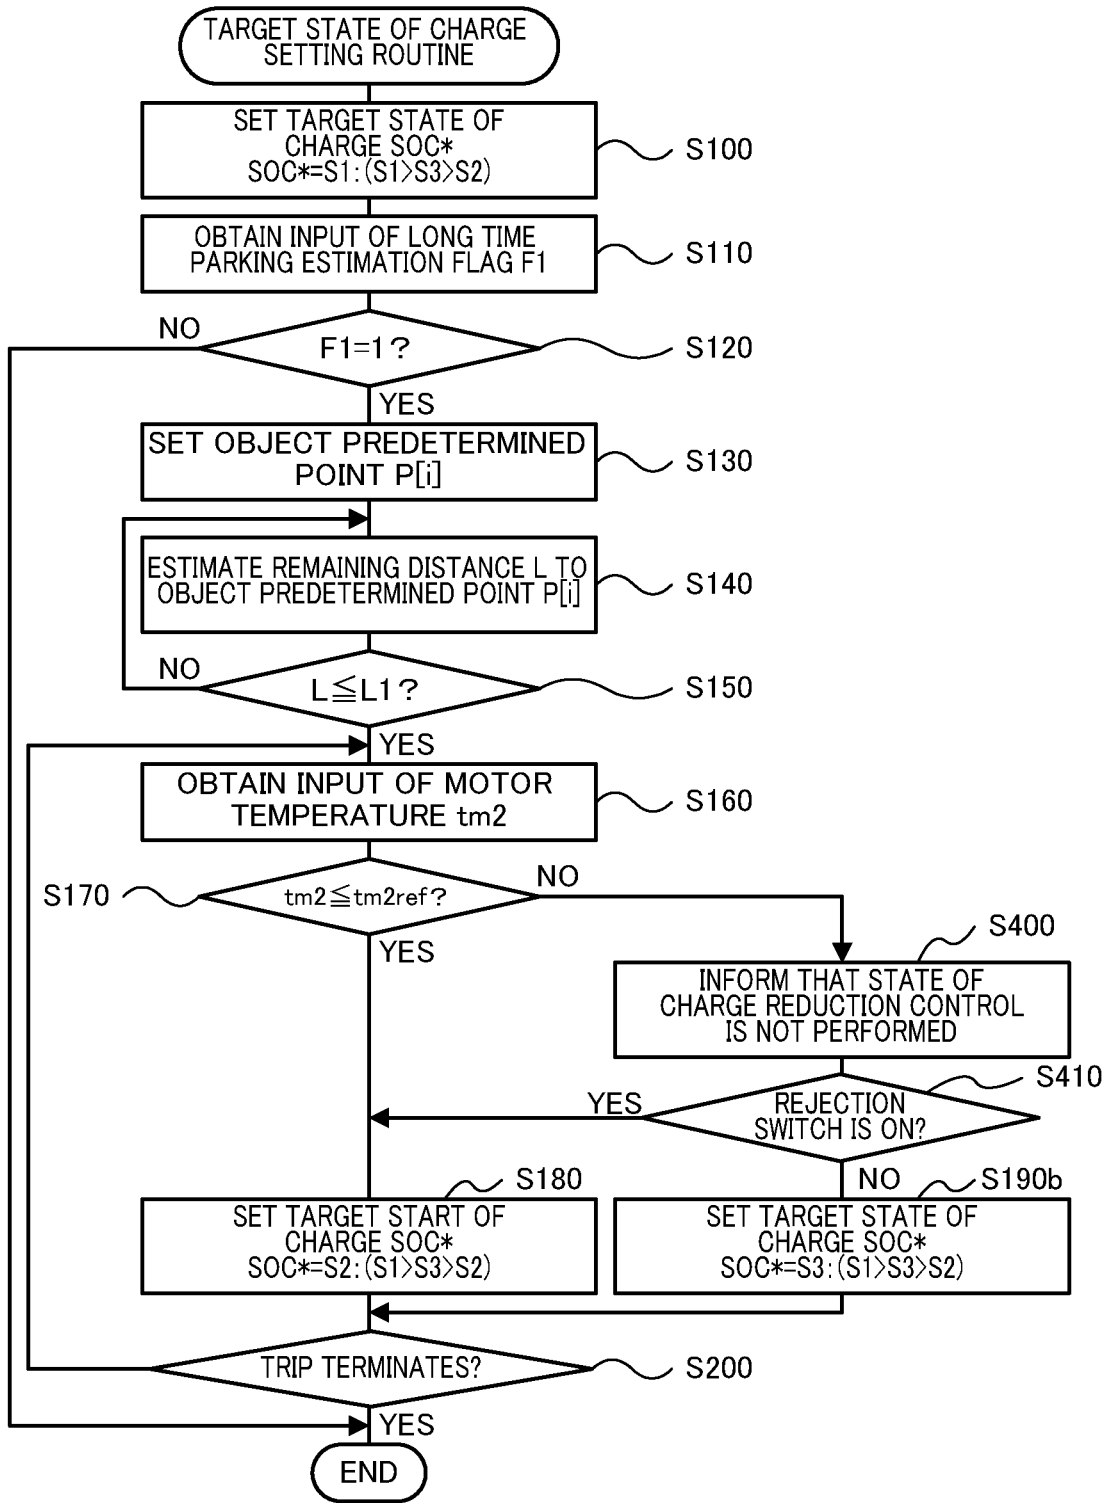 TARGET STATE OF CHARGE
SETTING ROUTINE
SET TARGET STATE OF
CHARGE SOC*
SOC*=S1:(S1>S3>S2)
S100
OBTAIN INPUT OF LONG TIME
PARKING ESTIMATION FLAG F1
S110
NO
F1=1?
S120
YES
SET OBJECT PREDETERMINED
POINT P[i]
S130
ESTIMATE REMAINING DISTANCE L TO
OBJECT PREDETERMINED POINT P[i]
S140
NO
L≦L1?
S150
YES
OBTAIN INPUT OF MOTOR
TEMPERATURE tm2
S160
S170
tm2≦tm2ref?
NO
YES
S400
INFORM THAT STATE OF
CHARGE REDUCTION CONTROL
IS NOT PERFORMED
S410
YES
REJECTION
SWITCH IS ON?
NO
S180
SET TARGET START OF
CHARGE SOC*
SOC*=S2:(S1>S3>S2)
S190b
SET TARGET STATE OF
CHARGE SOC*
SOC*=S3:(S1>S3>S2)
TRIP TERMINATES?
S200
YES
END